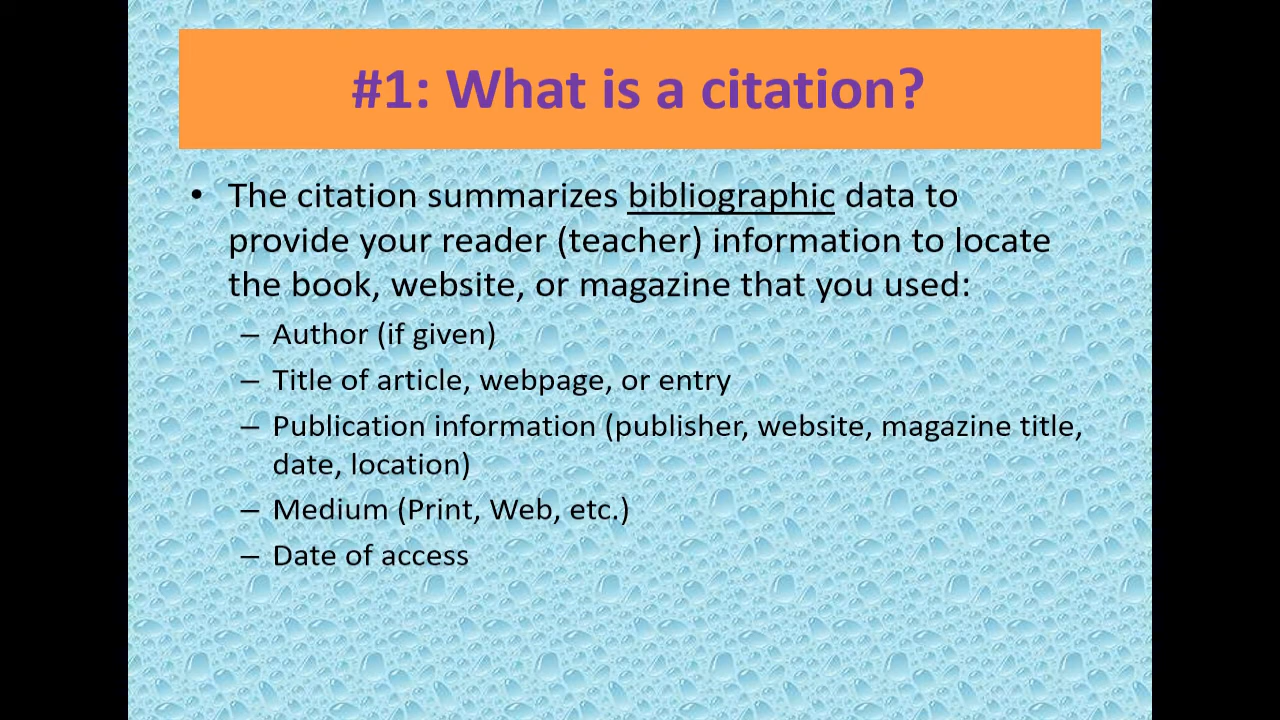 #1: What is a citation?
• The citation summarizes bibliographic data to
provide your reader (teacher) information to locate
the book, website, or magazine that you used:
– Author (if given)
– Title of article, webpage, or entry
– Publication information (publisher, website, magazine title,
date, location)
– Medium (Print, Web, etc.)
– Date of access